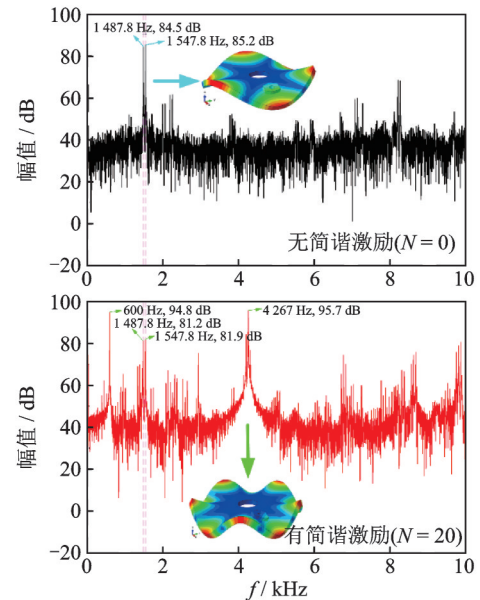 1 487.8 Hz, 84.5 dB
1 547.8 Hz, 85.2 dB
100
80
60
40
20
0
−20
幅值 / dB
无简谐激励(N = 0)
0 2 4 6 8 10
600 Hz, 94.8 dB
4 267 Hz, 95.7 dB
1 487.8 Hz, 81.2 dB
1 547.8 Hz, 81.9 dB
100
80
60
40
20
0
−20
幅值 / dB
有简谐激励(N = 20)
0 2 4 6 8 10
f / kHz